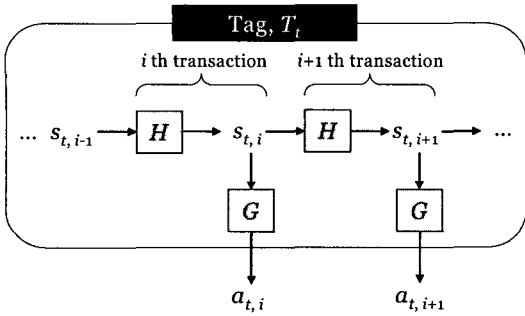 Tag, T_t
i th transaction i+1 th transaction
... s_{t, i-1} H s_{t, i} H s_{t, i+1} ...
G G
a_{t, i} a_{t, i+1}